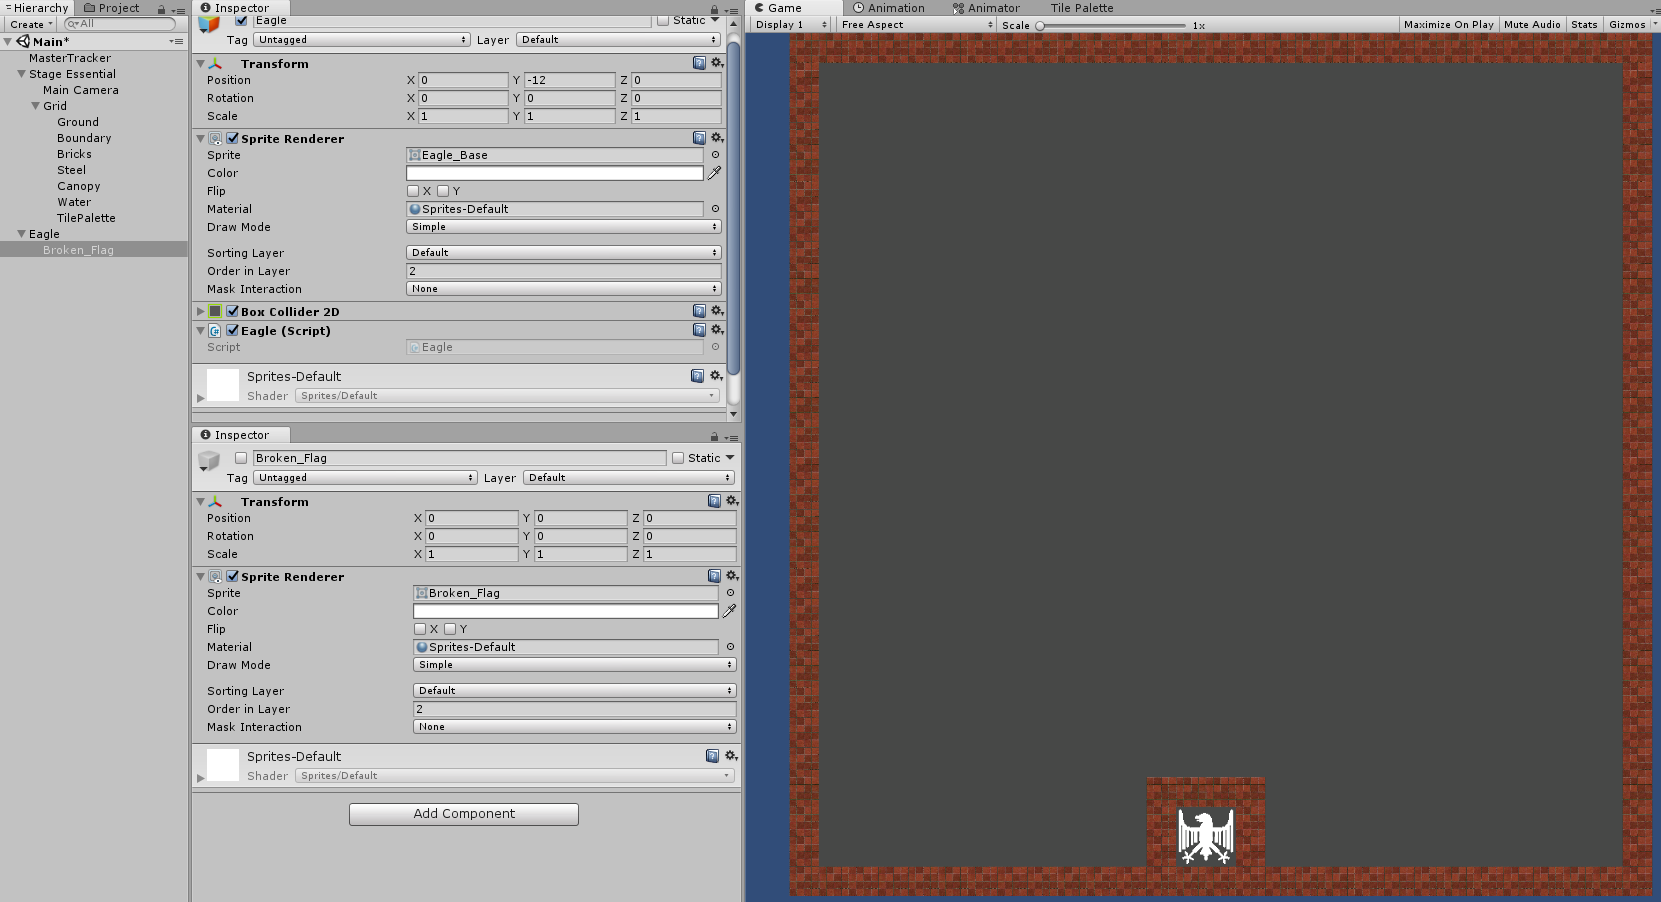 Hierarchy
Project
Create
All
Main*
MasterTracker
Stage Essential
Main Camera
Grid
Ground
Boundary
Bricks
Steel
Canopy
Water
TilePalette
Eagle
Broken_Flag
Inspector
Eagle
Static
Tag Untagged Layer Default
Transform
Position X 0 Y -12 Z 0
Rotation X 0 Y 0 Z 0
Scale X 1 Y 1 Z 1
Sprite Renderer
Sprite Eagle_Base
Color
Flip X Y
Material Sprites-Default
Draw Mode Simple
Sorting Layer Default
Order in Layer 2
Mask Interaction None
Box Collider 2D
Eagle (Script)
Script Eagle
Sprites-Default
Shader Sprites/Default
Inspector
Broken_Flag Static
Tag Untagged Layer Default
Transform
Position X 0 Y 0 Z 0
Rotation X 0 Y 0 Z 0
Scale X 1 Y 1 Z 1
Sprite Renderer
Sprite Broken_Flag
Color
Flip X Y
Material Sprites-Default
Draw Mode Simple
Sorting Layer Default
Order in Layer 2
Mask Interaction None
Sprites-Default
Shader Sprites/Default
Add Component
Game Animation Animator Tile Palette
Display 1 Free Aspect Scale 1x Maximize On Play Mute Audio Stats Gizmos